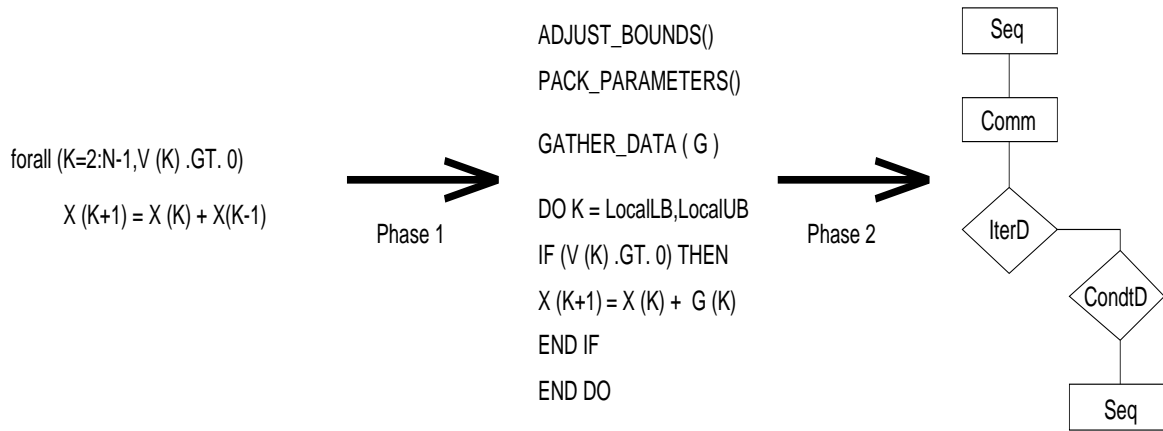 forall (K=2:N-1,V (K) .GT. 0)
X (K+1) = X (K) + X(K-1)
Phase 1
ADJUST_BOUNDS()
PACK_PARAMETERS()
GATHER_DATA ( G )
DO K = LocalLB,LocalUB
IF (V (K) .GT. 0) THEN
X (K+1) = X (K) + G (K)
END IF
END DO
Phase 2
Seq
Comm
IterD
CondtD
Seq